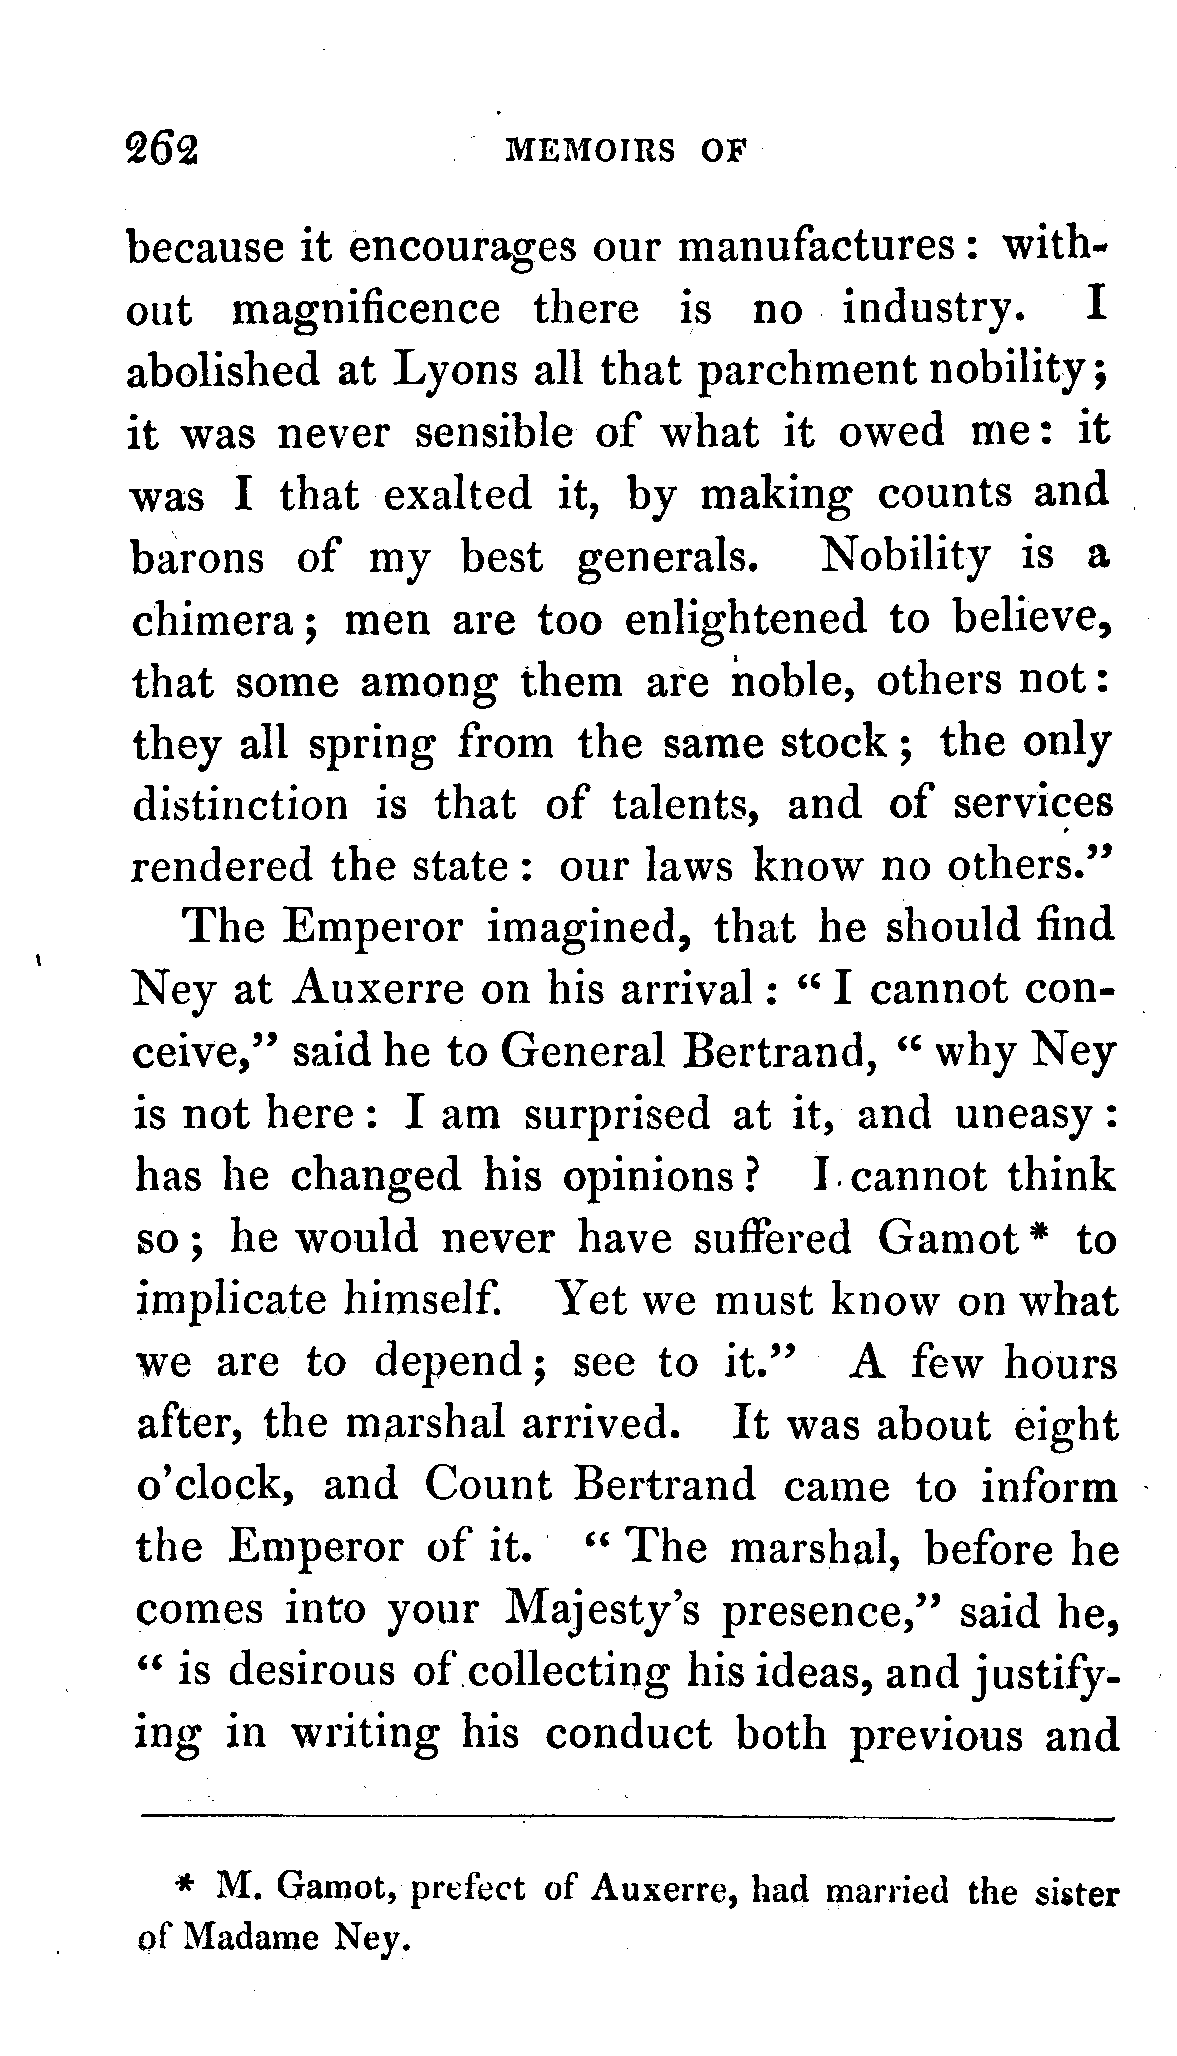 262 MEMOIRS OF
because it encourages our manufactures : with-
out magnificence there is no industry. I
abolished at Lyons all that parchment nobility;
it was never sensible of what it owed me: it
was I that exalted it, by making counts and
barons of my best generals. Nobility is a
chimera; men are too enlightened to believe,
that some among them are noble, others not:
they all spring from the same stock; the only
distinction is that of talents, and of services
rendered the state: our laws know no others."
The Emperor imagined, that he should find
Ney at Auxerre on his arrival: "I cannot con-
ceive," said he to General Bertrand, "why Ney
is not here: I am surprised at it, and uneasy:
has he changed his opinions? I cannot think
so; he would never have suffered Gamot* to
implicate himself. Yet we must know on what
we are to depend; see to it." A few hours
after, the marshal arrived. It was about eight
o'clock, and Count Bertrand came to inform
the Emperor of it. "The marshal, before he
comes into your Majesty's presence," said he,
"is desirous of collecting his ideas, and justify-
ing in writing his conduct both previous and
* M. Gamot, prefect of Auxerre, had married the sister
of Madame Ney.